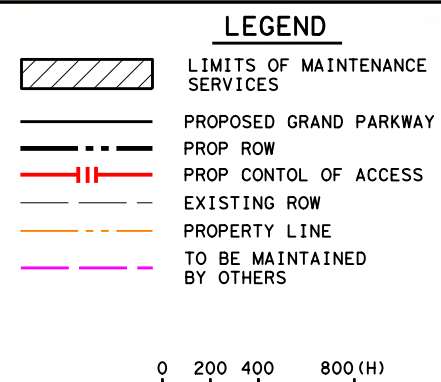 LEGEND
LIMITS OF MAINTENANCE
SERVICES
PROPOSED GRAND PARKWAY
PROP ROW
PROP CONTOL OF ACCESS
EXISTING ROW
PROPERTY LINE
TO BE MAINTAINED
BY OTHERS
0 200 400 800(H)